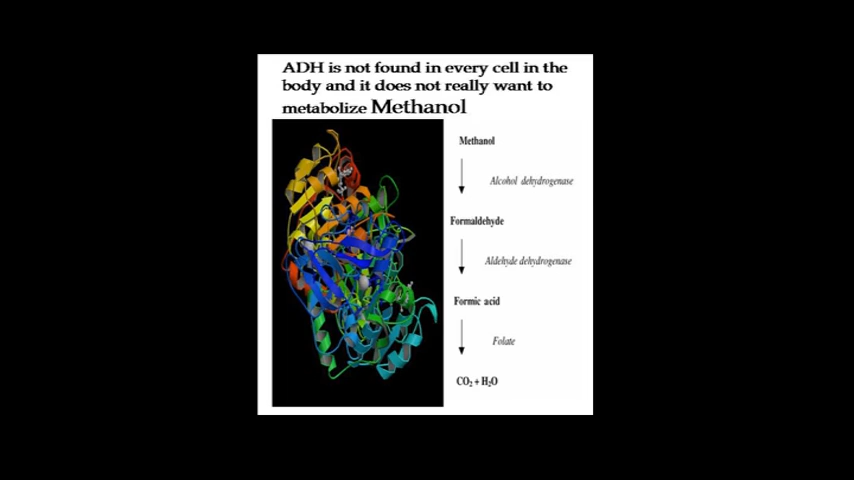 ADH is not found in every cell in the
body and it does not really want to
metabolize Methanol
Methanol
Alcohol dehydrogenase
Formaldehyde
Aldehyde dehydrogenase
Formic acid
Folate
CO₂ + H₂O